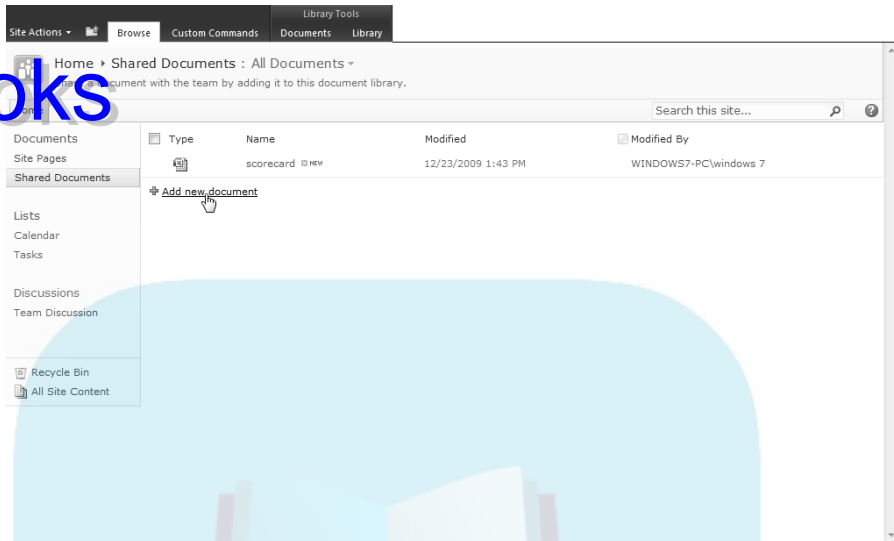 Library Tools
Site Actions Browse Custom Commands Documents Library
Home Shared Documents : All Documents
Share a document with the team by adding it to this document library.
oks
Home Search this site...
Documents
Site Pages
Shared Documents
Lists
Calendar
Tasks
Discussions
Team Discussion
Recycle Bin
All Site Content
Type Name Modified Modified By
scorecard NEW 12/23/2009 1:43 PM WINDOWS7-PC\windows 7
Add new document